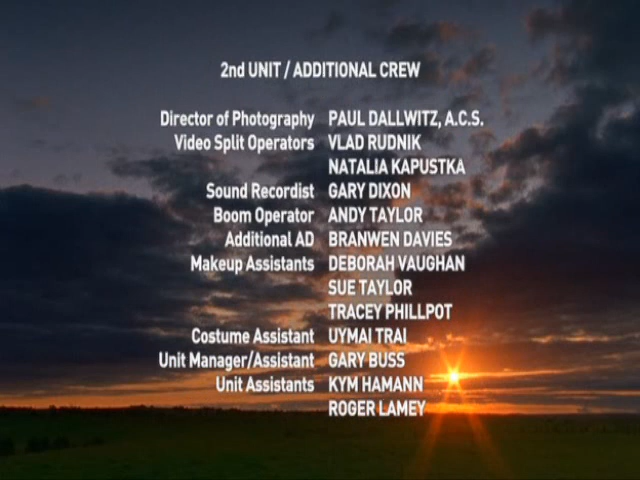 2nd UNIT / ADDITIONAL CREW
Director of Photography PAUL DALLWITZ, A.C.S.
Video Split Operators VLAD RUDNIK
NATALIA KAPUSTKA
Sound Recordist GARY DIXON
Boom Operator ANDY TAYLOR
Additional AD BRANWEN DAVIES
Makeup Assistants DEBORAH VAUGHAN
SUE TAYLOR
TRACEY PHILLPOT
Costume Assistant UYMAI TRAI
Unit Manager/Assistant GARY BUSS
Unit Assistants KYM HAMANN
ROGER LAMEY